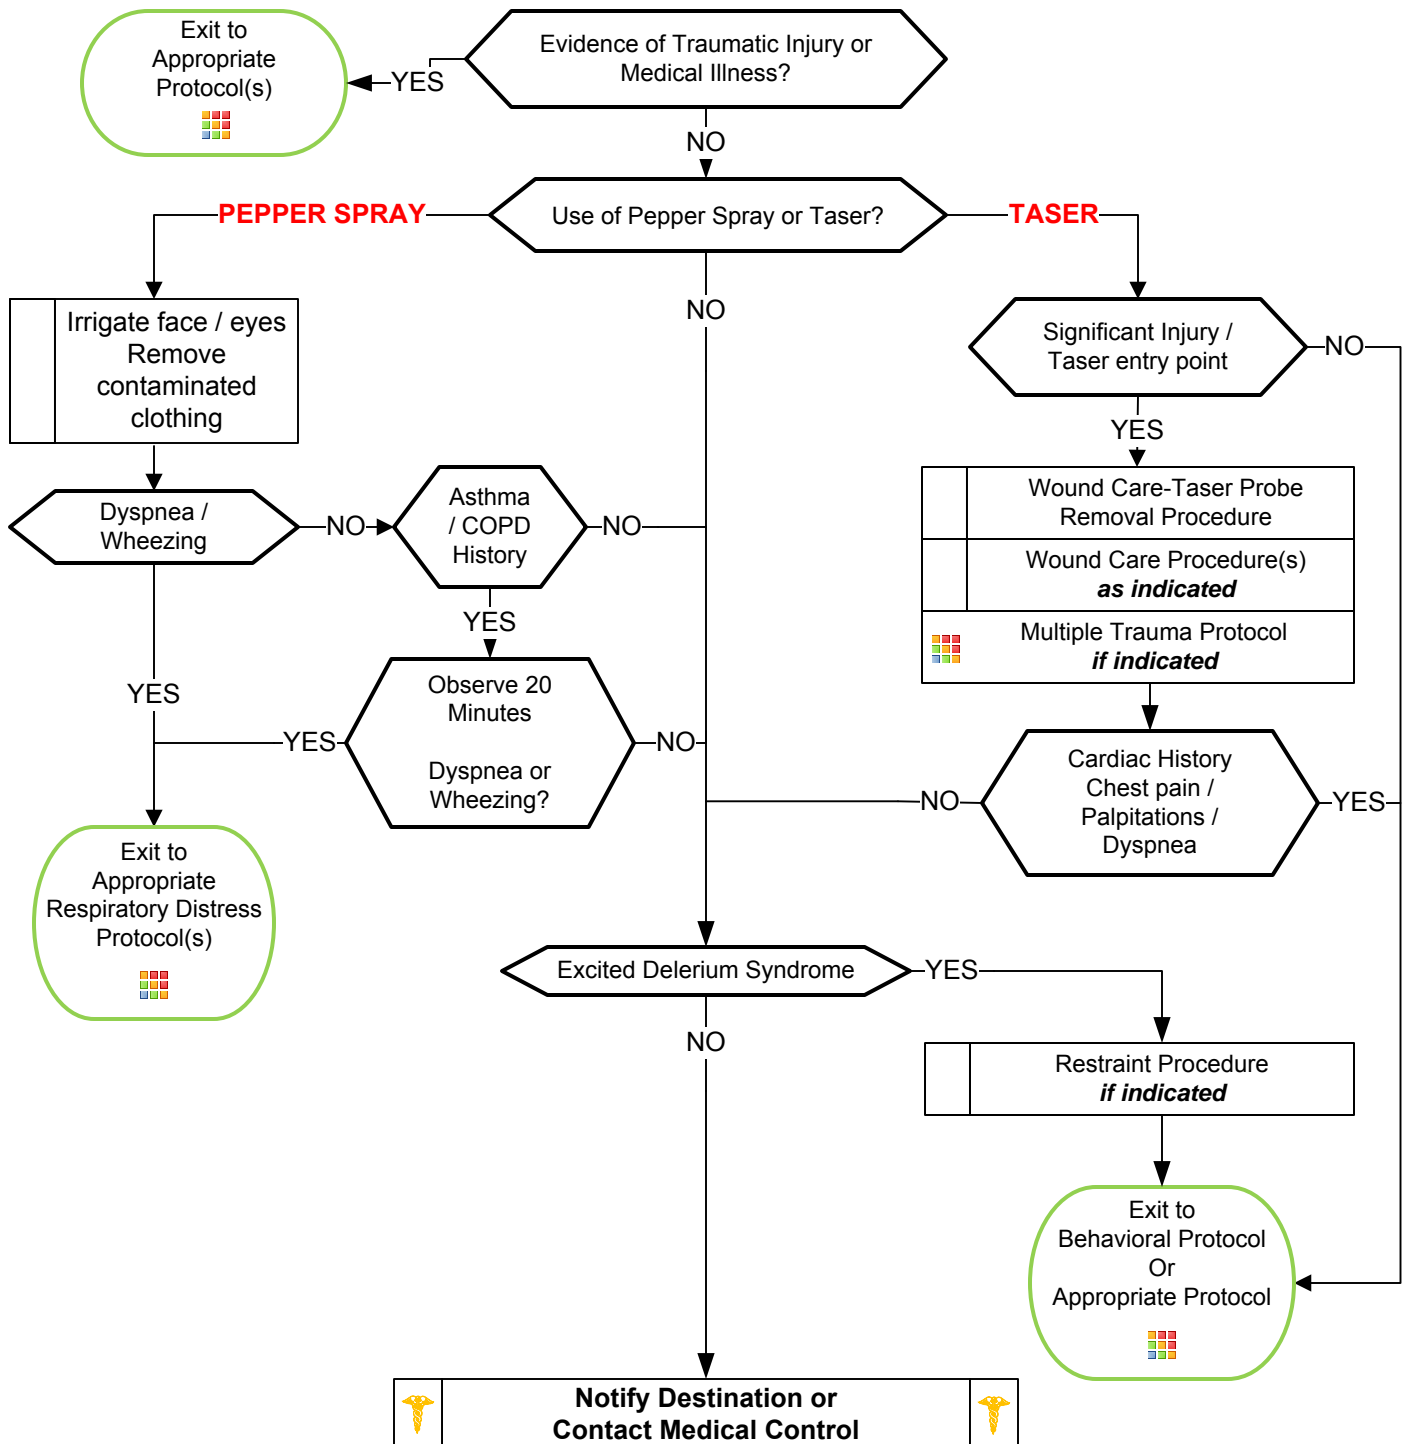 Exit to
Appropriate
Protocol(s)
Evidence of Traumatic Injury or
Medical Illness?
YES
NO
PEPPER SPRAY
Use of Pepper Spray or Taser?
TASER
NO
Irrigate face / eyes
Remove
contaminated
clothing
Significant Injury /
Taser entry point
NO
YES
Dyspnea /
Wheezing
NO
Asthma
/ COPD
History
NO
Wound Care-Taser Probe
Removal Procedure
Wound Care Procedure(s)
as indicated
Multiple Trauma Protocol
if indicated
YES
YES
Observe 20
Minutes
Dyspnea or
Wheezing?
YES
NO
Cardiac History
Chest pain /
Palpitations /
Dyspnea
NO
YES
Exit to
Appropriate
Respiratory Distress
Protocol(s)
Excited Delerium Syndrome
YES
NO
Restraint Procedure
if indicated
Exit to
Behavioral Protocol
Or
Appropriate Protocol
Notify Destination or
Contact Medical Control